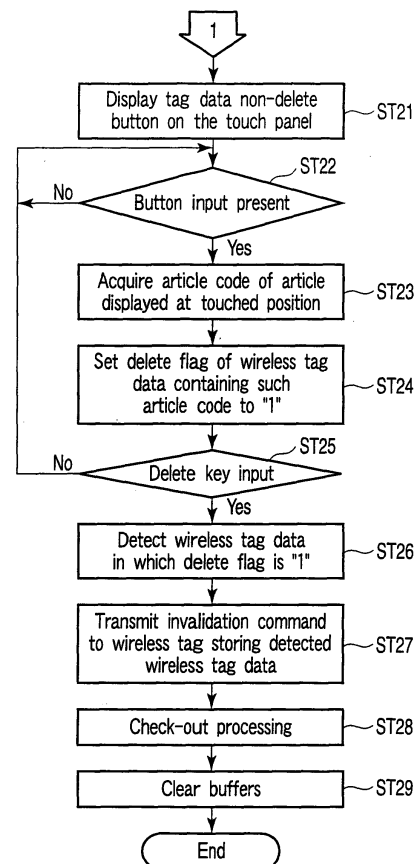 1
Display tag data non-delete
button on the touch panel
ST21
ST22
No
Button input present
Yes
Acquire article code of article
displayed at touched position
ST23
Set delete flag of wireless tag
data containing such
article code to "1"
ST24
ST25
No
Delete key input
Yes
Detect wireless tag data
in which delete flag is "1"
ST26
Transmit invalidation command
to wireless tag storing detected
wireless tag data
ST27
Check-out processing
ST28
Clear buffers
ST29
End